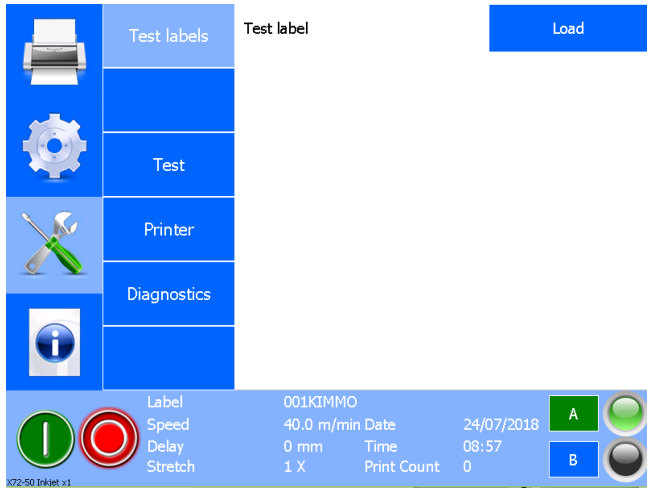 Test labels
Test label
Load
Test
Printer
Diagnostics
Label 001KIMMO
Speed 40.0 m/min Date 24/07/2018
Delay 0 mm Time 08:57
Stretch 1 X Print Count 0
A
B
X72-50 Inkjet x1